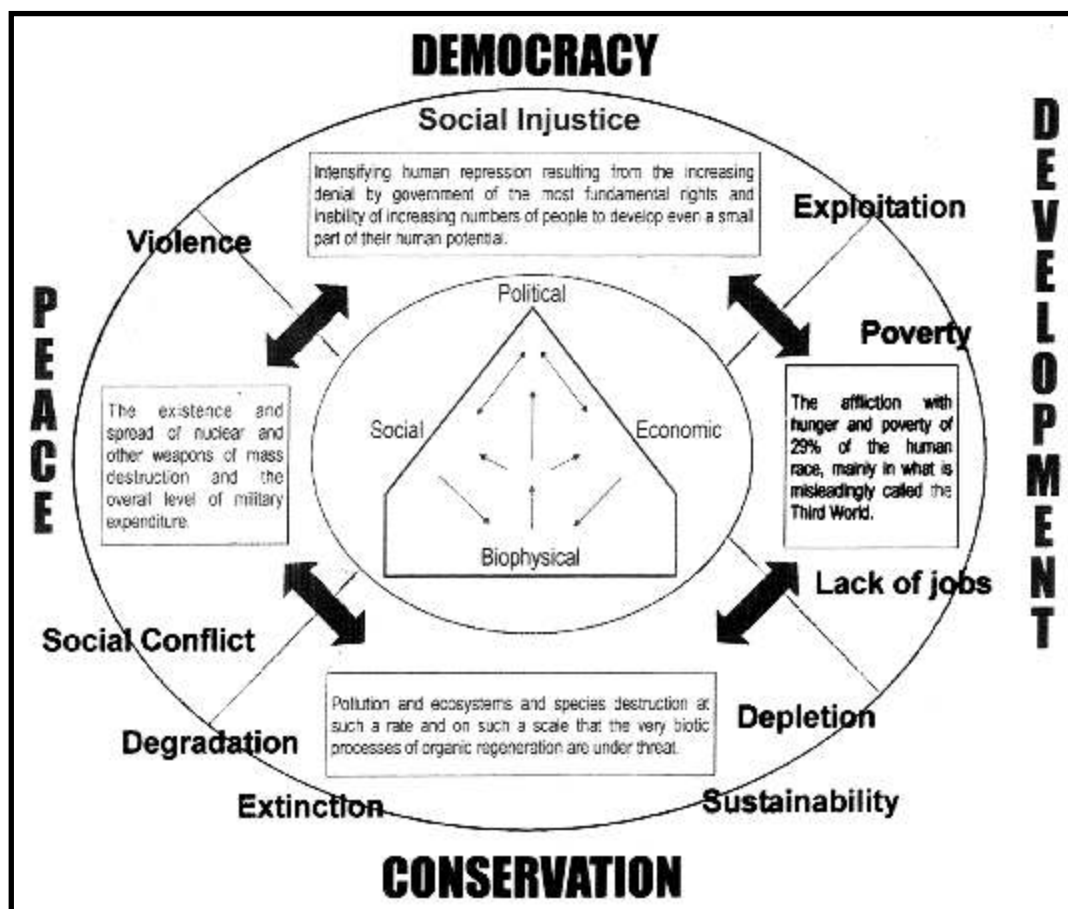 DEMOCRACY
Social Injustice
Intensifying human repression resulting from the increasing
denial by government of the most fundamental rights and
inability of increasing numbers of people to develop even a small
part of their human potential.
Violence
Exploitation
DEVELOPMENT
PEACE
Political
Poverty
The existence and
spread of nuclear and
other weapons of mass
destruction and the
overall level of military
expenditure.
Social
Economic
The affliction with
hunger and poverty of
29% of the human
race, mainly in what is
misleadingly called the
Third World.
Biophysical
Lack of jobs
Social Conflict
Pollution and ecosystems and species destruction at
such a rate and on such a scale that the very biotic
processes of organic regeneration are under threat.
Degradation
Depletion
Extinction
Sustainability
CONSERVATION